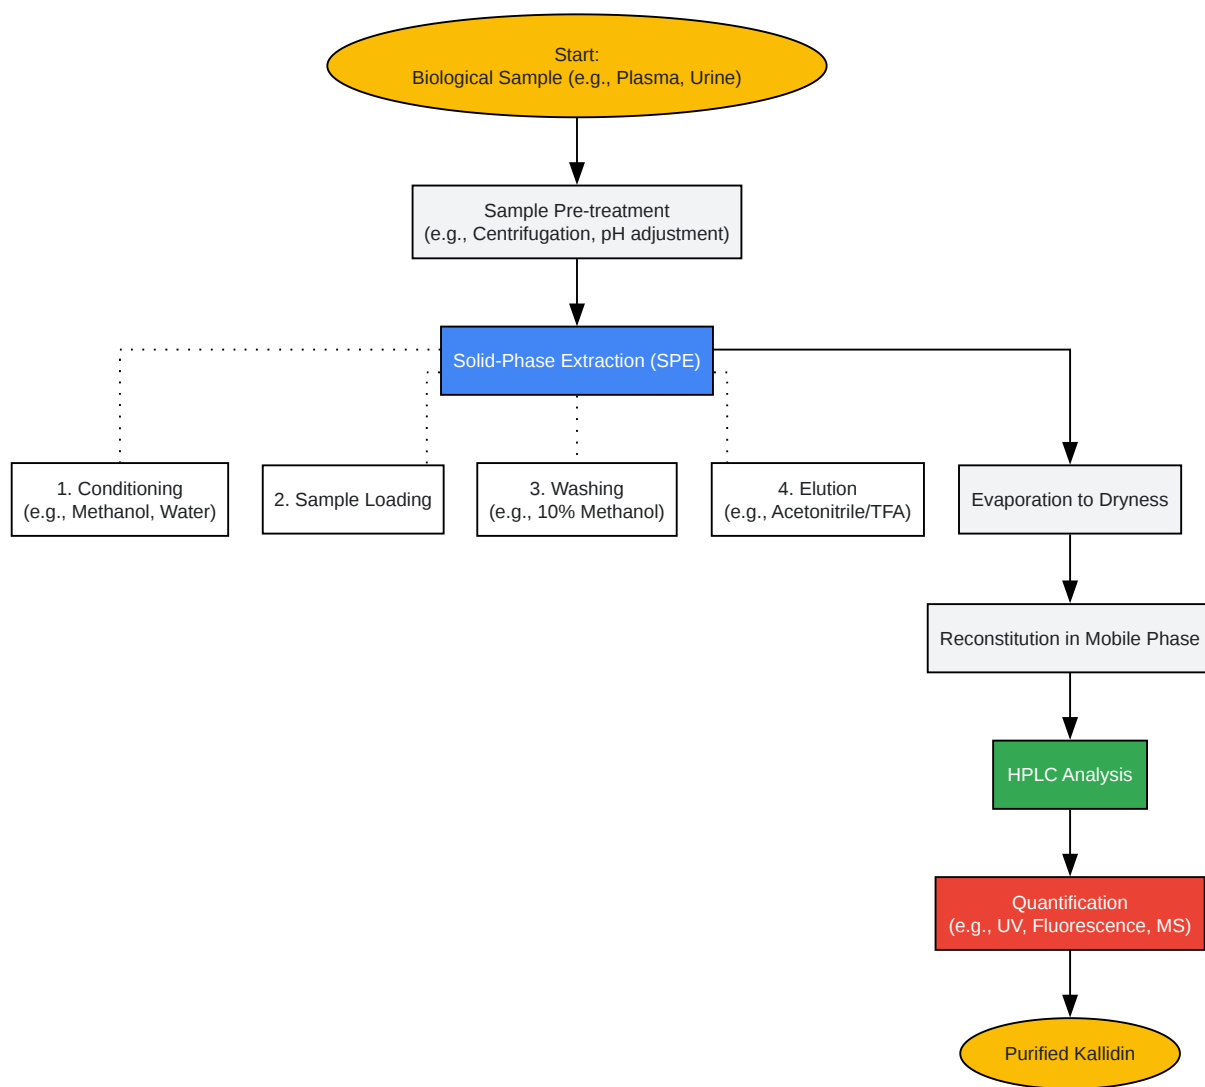 Start:
Biological Sample (e.g., Plasma, Urine)
Sample Pre-treatment
(e.g., Centrifugation, pH adjustment)
Solid-Phase Extraction (SPE)
1. Conditioning
(e.g., Methanol, Water)
2. Sample Loading
3. Washing
(e.g., 10% Methanol)
4. Elution
(e.g., Acetonitrile/TFA)
Evaporation to Dryness
Reconstitution in Mobile Phase
HPLC Analysis
Quantification
(e.g., UV, Fluorescence, MS)
Purified Kallidin